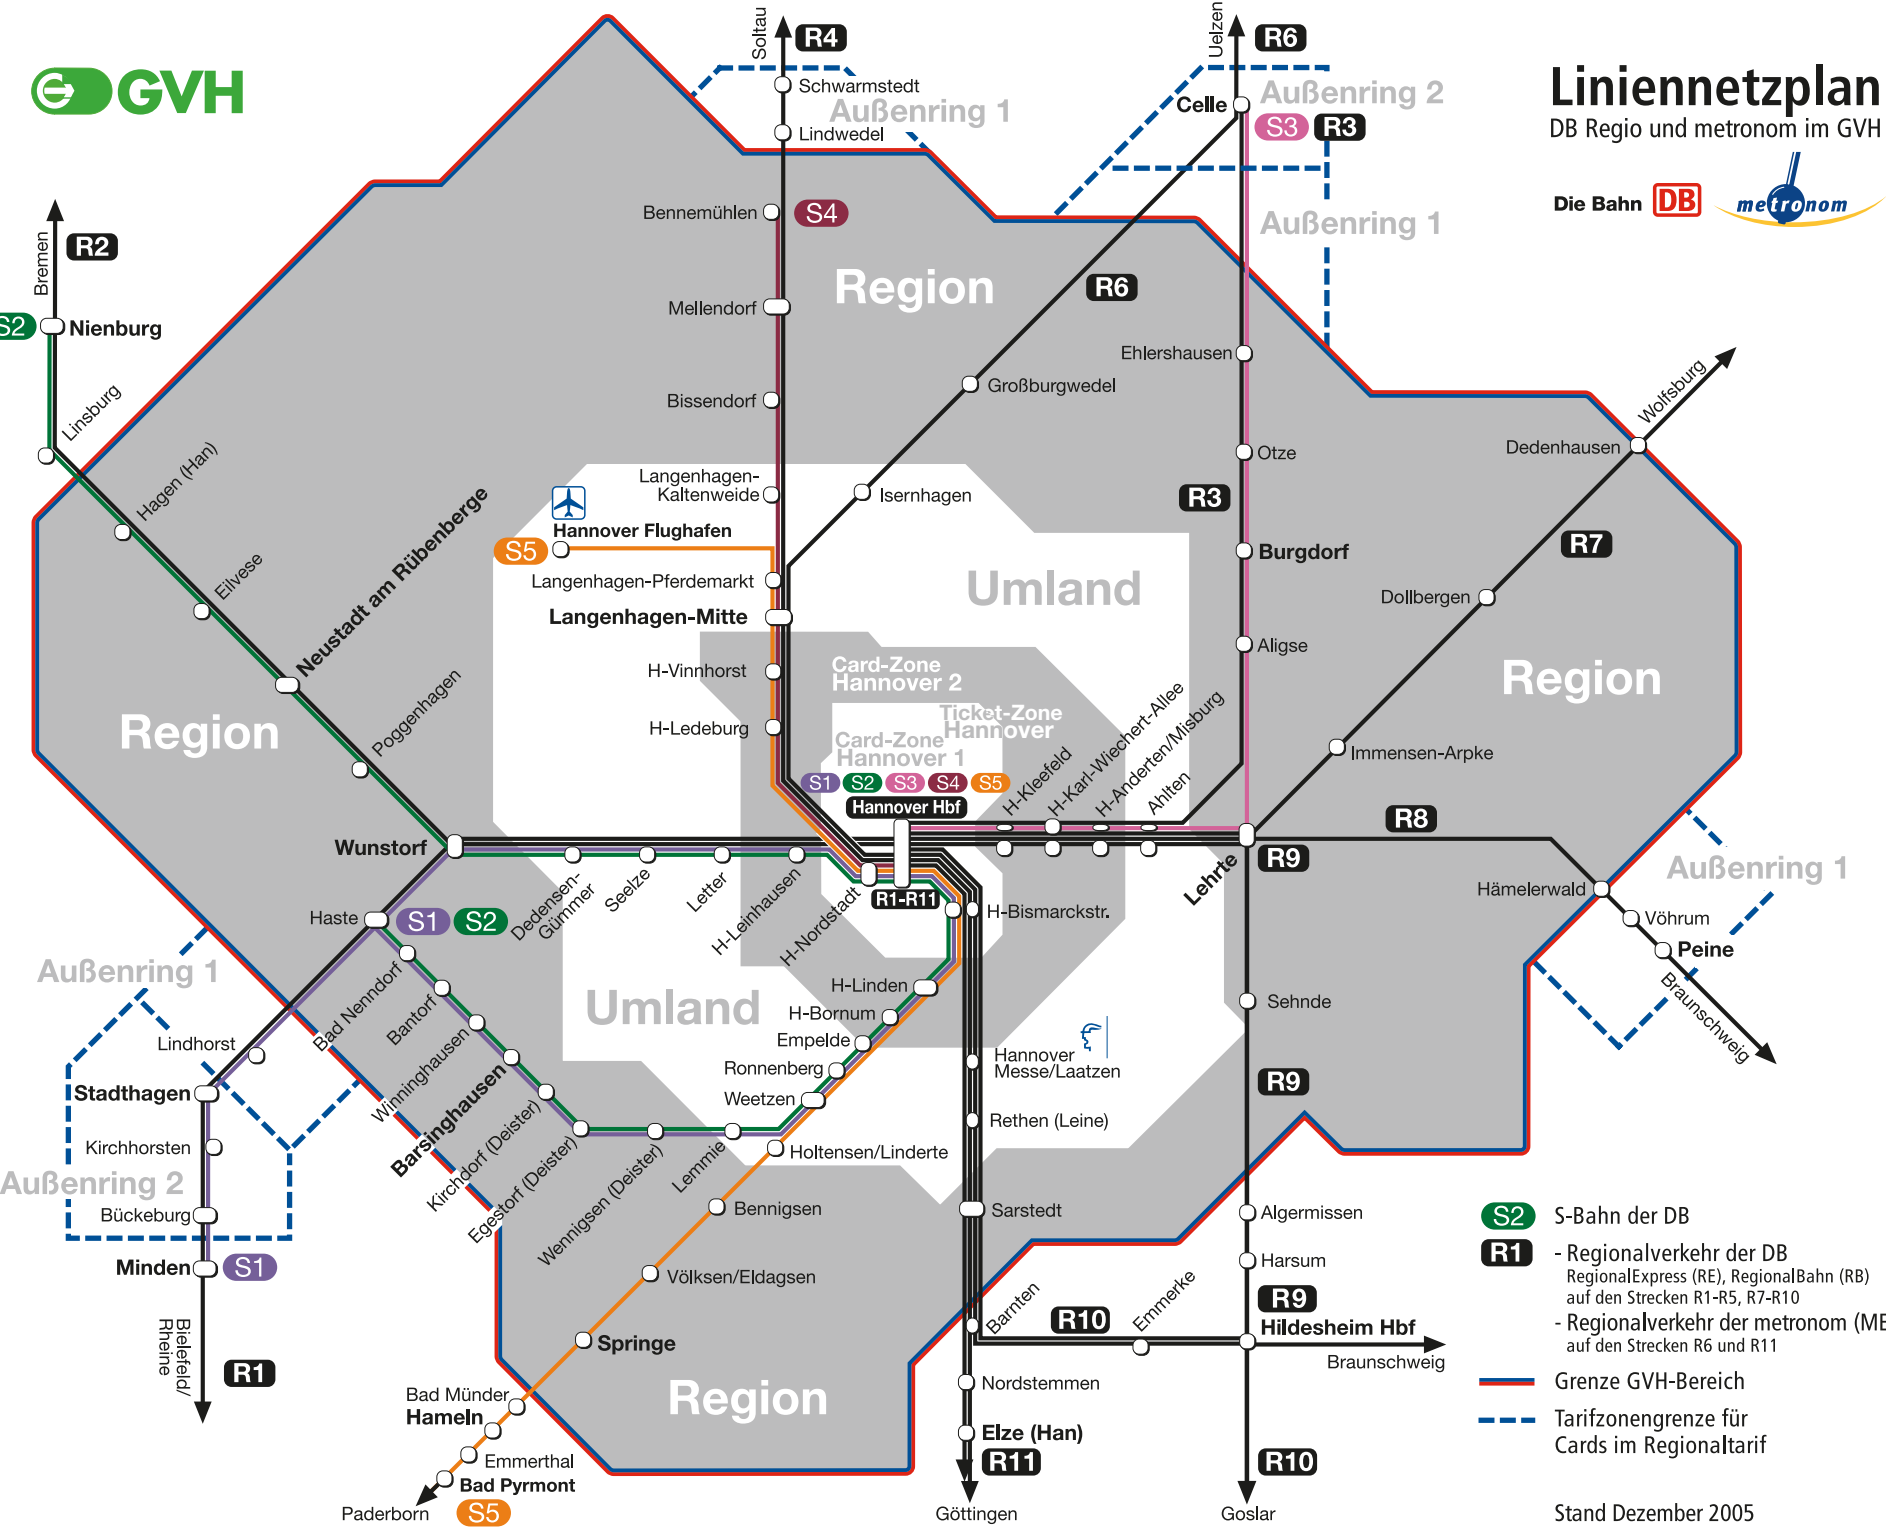 GVH
Liniennetzplan
DB Regio und metronom im GVH
Die Bahn DB metronom
Soltau
R4
Schwarmstedt
Lindwedel
Außenring 1
Uelzen
R6
Celle
S3 R3
Außenring 2
Außenring 1
Bremen
R2
S2
Nienburg
Linsburg
Hagen (Han)
Eilvese
Neustadt am Rübenberge
Poggenhagen
Wunstorf
Region
Bennemühlen
S4
Mellendorf
Bissendorf
Langenhagen-
Kaltenweide
Hannover Flughafen
S5
Langenhagen-Pferdemarkt
Langenhagen-Mitte
H-Vinnhorst
H-Ledeburg
Region
R6
Großburgwedel
Isernhagen
Umland
Ehlershausen
Otze
R3
Burgdorf
Aligse
Wolfsburg
Dedenhausen
R7
Dollbergen
Immensen-Arpke
Region
Card-Zone
Hannover 2
Ticket-Zone
Hannover
Card-Zone
Hannover 1
S1 S2 S3 S4 S5
Hannover Hbf
R1-R11
H-Kleefeld
H-Karl-Wiechert-Allee
H-Anderten/Misburg
Ahlten
Lehrte
R9
R8
Hämelerwald
Vöhrum
Peine
Braunschweig
Außenring 1
Haste
S1 S2
Dedensen-
Gümmer
Seelze
Letter
H-Leinhausen
H-Nordstadt
H-Bismarckstr.
H-Linden
H-Bornum
Empelde
Ronnenberg
Weetzen
Umland
Außenring 1
Lindhorst
Stadthagen
Kirchhorsten
Außenring 2
Bückeburg
Minden
S1
Bielefeld/
Rheine
R1
Bad Nenndorf
Bantorf
Winninghausen
Barsinghausen
Kirchdorf (Deister)
Egestorf (Deister)
Wennigsen (Deister)
Lemmie
Holtensen/Linderte
Bennigsen
Völksen/Eldagsen
Springe
Bad Münder
Hameln
Emmerthal
Bad Pyrmont
S5
Paderborn
Region
Hannover
Messe/Laatzen
Rethen (Leine)
Sarstedt
Barnten
Nordstemmen
Elze (Han)
R11
Göttingen
Sehnde
R9
Algermissen
Harsum
R9
Hildesheim Hbf
R10
Emmerke
Braunschweig
R10
Goslar
S2
S-Bahn der DB
R1
- Regionalverkehr der DB
RegionalExpress (RE), RegionalBahn (RB)
auf den Strecken R1-R5, R7-R10
- Regionalverkehr der metronom (ME
auf den Strecken R6 und R11
Grenze GVH-Bereich
Tarifzonengrenze für
Cards im Regionaltarif
Stand Dezember 2005